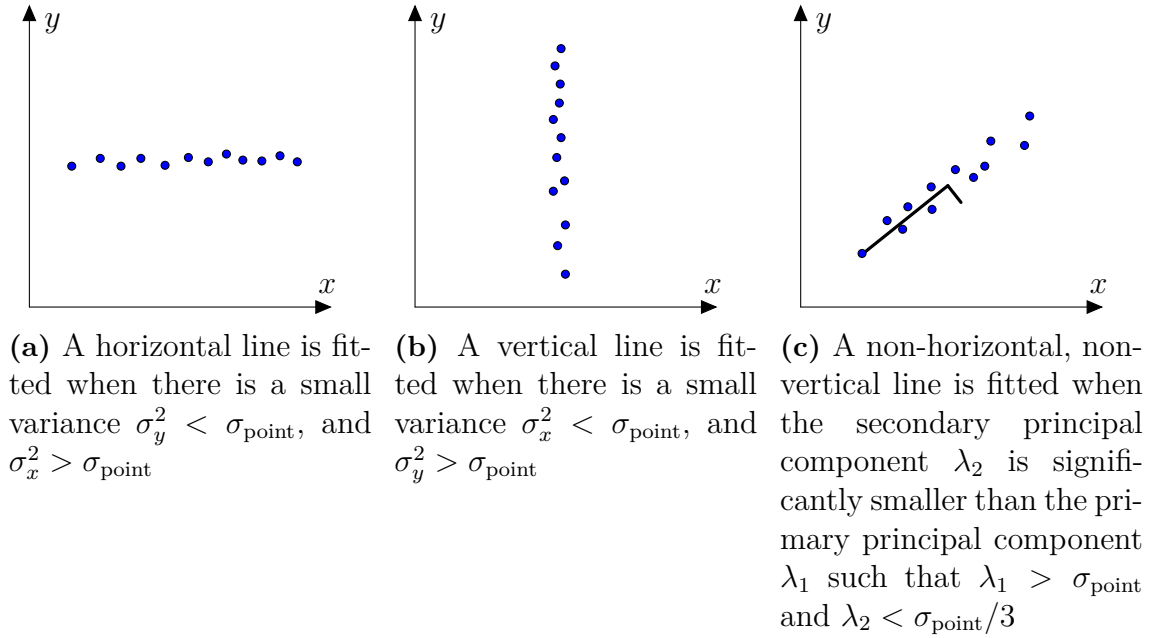 y
x
y
x
y
x
(a) A horizontal line is fit-
ted when there is a small
variance σ_y^2 < σ_point, and
σ_x^2 > σ_point
(b) A vertical line is fit-
ted when there is a small
variance σ_x^2 < σ_point, and
σ_y^2 > σ_point
(c) A non-horizontal, non-
vertical line is fitted when
the secondary principal
component λ_2 is signifi-
cantly smaller than the pri-
mary principal component
λ_1 such that λ_1 > σ_point
and λ_2 < σ_point/3